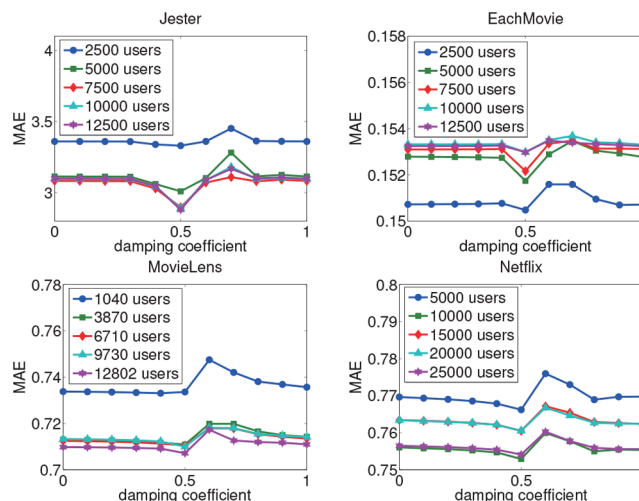 Jester
4
3.5
3
MAE
2500 users
5000 users
7500 users
10000 users
12500 users
0
0.5
1
damping coefficient
EachMovie
0.158
0.156
0.154
0.152
0.15
MAE
2500 users
5000 users
7500 users
10000 users
12500 users
0
0.5
damping coefficient
MovieLens
0.78
0.76
0.74
0.72
0.7
MAE
1040 users
3870 users
6710 users
9730 users
12802 users
0
0.5
1
damping coefficient
Netflix
0.8
0.79
0.78
0.77
0.76
0.75
MAE
5000 users
10000 users
15000 users
20000 users
25000 users
0
0.5
damping coefficient